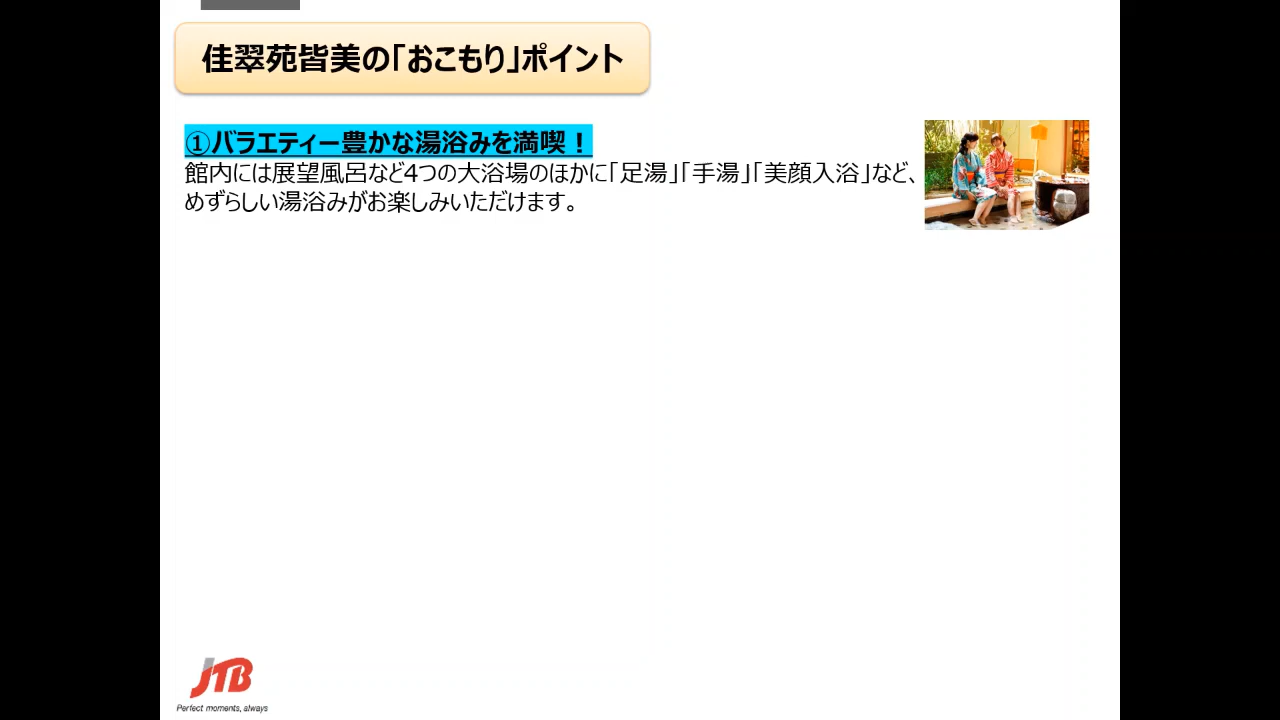 佳翠苑皆美の「おこもり」ポイント
①バラエティー豊かな湯浴みを満喫！
館内には展望風呂など4つの大浴場のほかに「足湯」「手湯」「美顔入浴」など、
めずらしい湯浴みがお楽しみいただけます。
JTB
Perfect moments, always